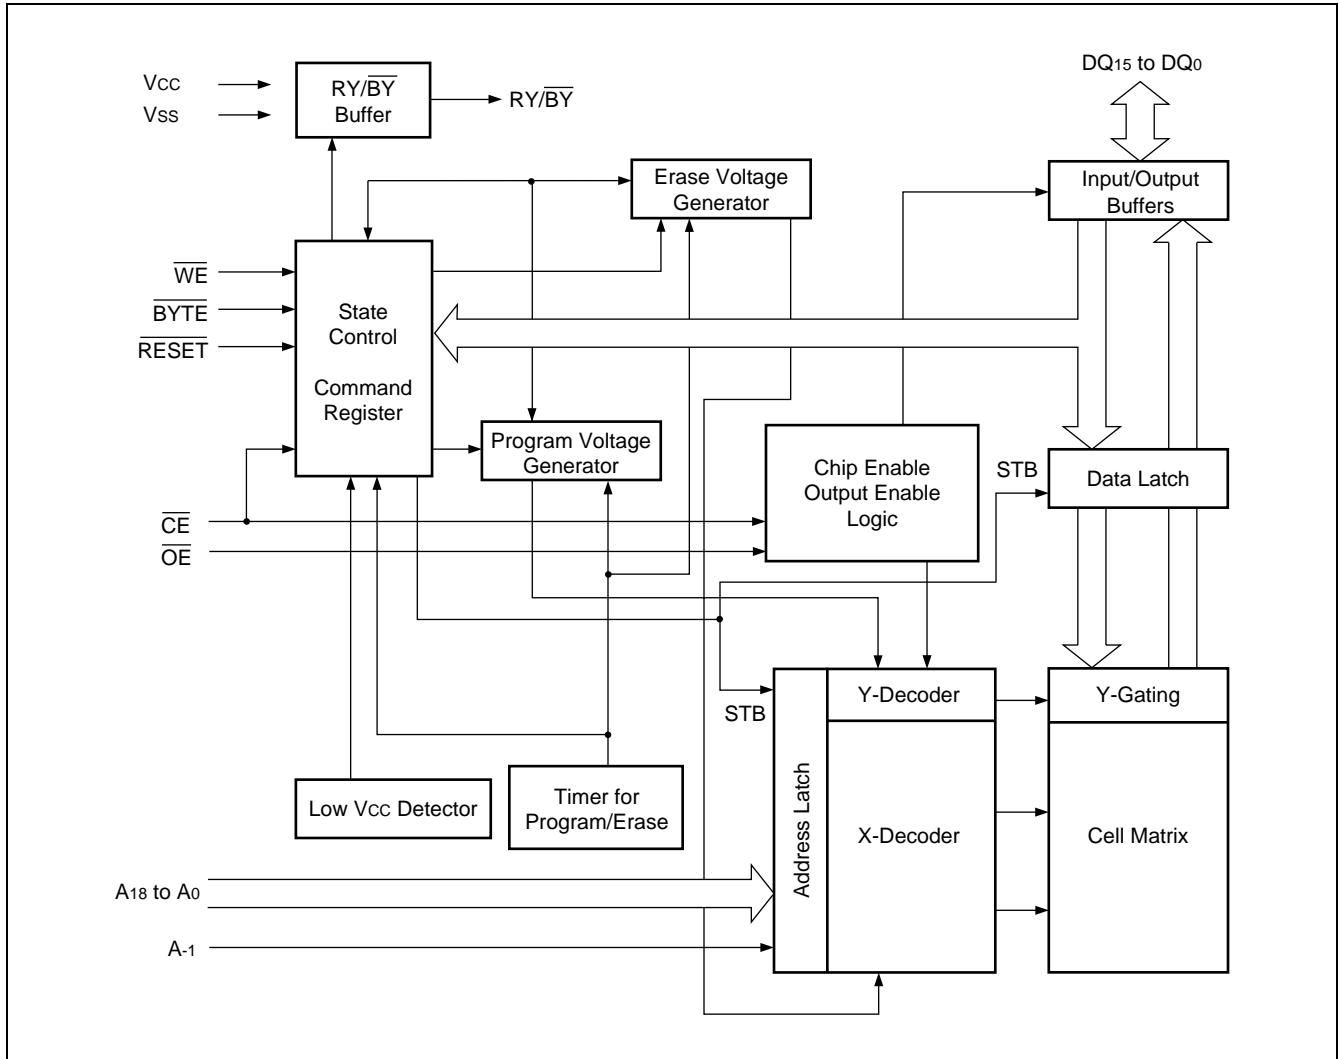 VCC
VSS
RY/BY
Buffer
RY/BY
DQ15 to DQ0
Erase Voltage
Generator
Input/Output
Buffers
WE
BYTE
RESET
State
Control
Command
Register
Program Voltage
Generator
Chip Enable
Output Enable
Logic
STB
Data Latch
CE
OE
STB
Y-Decoder
Y-Gating
Low VCC Detector
Timer for
Program/Erase
Address Latch
X-Decoder
Cell Matrix
A18 to A0
A-1